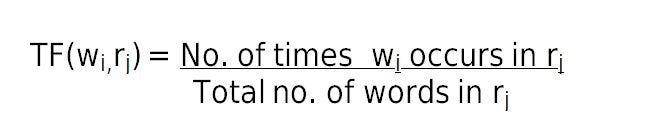 TF(wi,rj) = No. of times wi occurs in rj
Total no. of words in rj